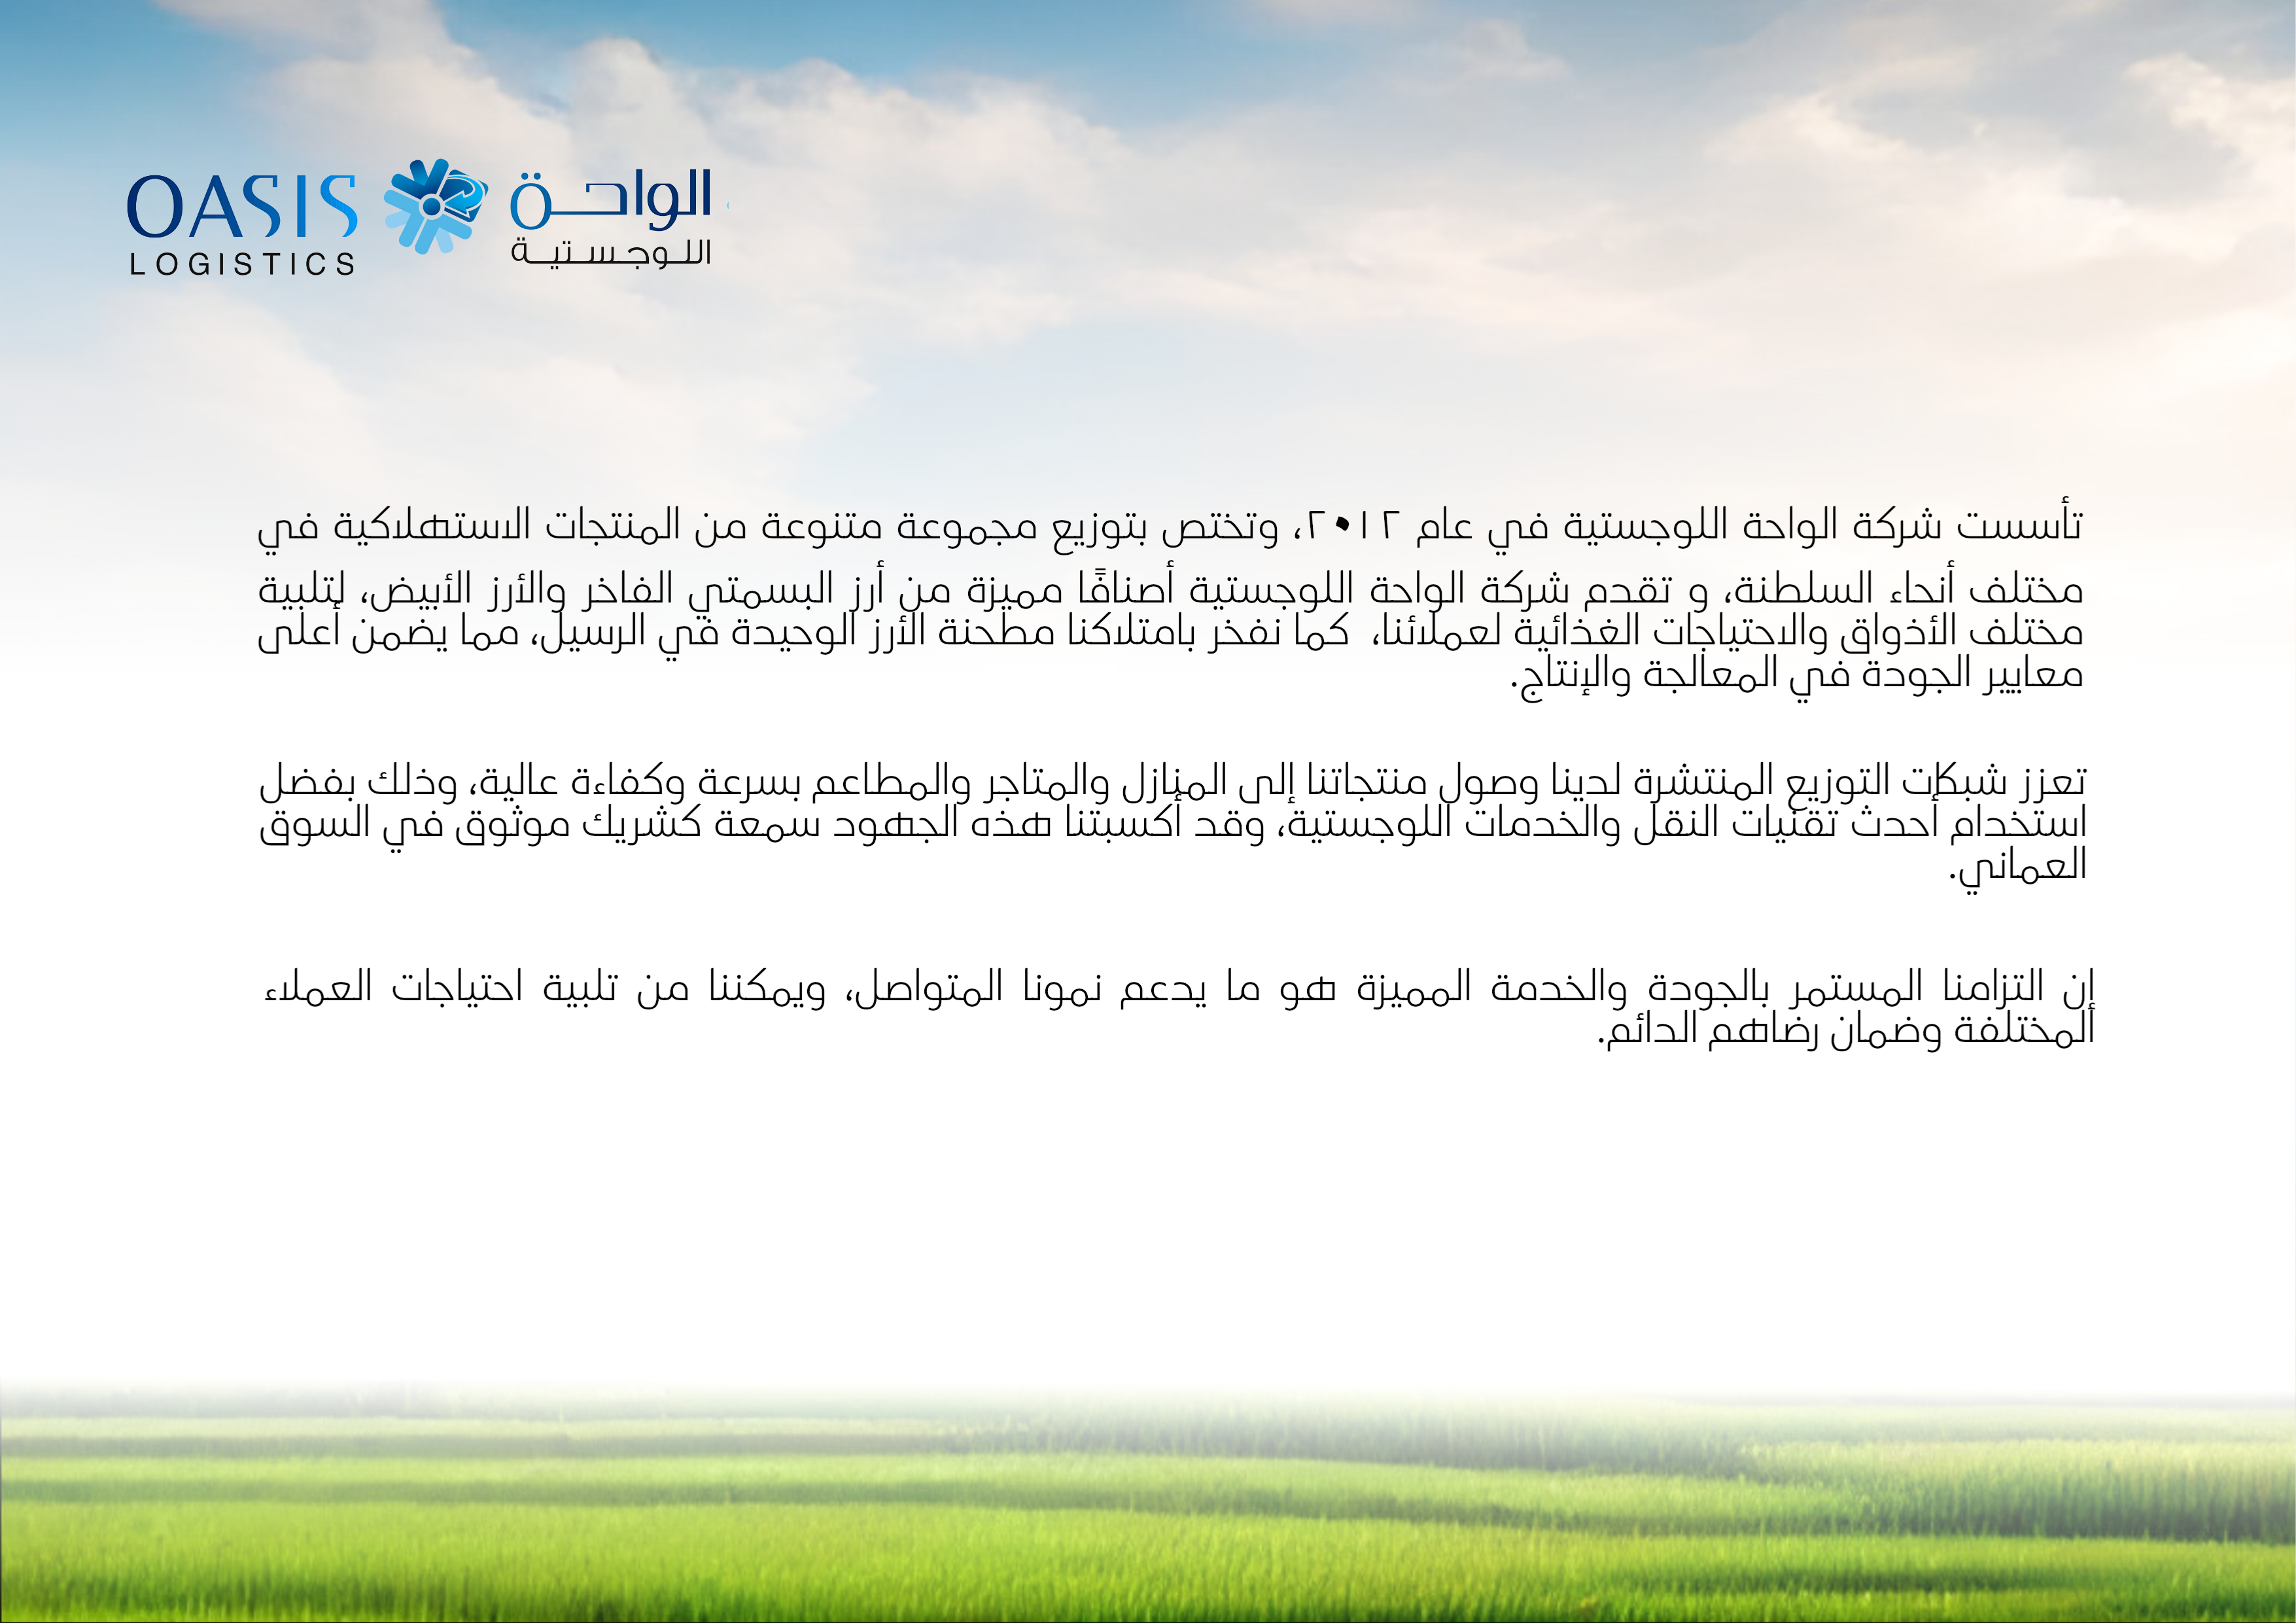 OASIS
LOGISTICS
الواحة
اللوجستية
تأسست شركة الواحة اللوجستية في عام ٢٠١٢، وتختص بتوزيع مجموعة متنوعة من المنتجات الاستهلاكية في
مختلف أنحاء السلطنة، و تقدم شركة الواحة اللوجستية أصنافًا مميزة من أرز البسمتي الفاخر والأرز الأبيض، لتلبية
مختلف الأذواق والاحتياجات الغذائية لعملائنا، كما نفخر بامتلاكنا مطحنة الأرز الوحيدة في الرسيل، مما يضمن أعلى
معايير الجودة في المعالجة والإنتاج.
تعزز شبكات التوزيع المنتشرة لدينا وصول منتجاتنا إلى المنازل والمتاجر والمطاعم بسرعة وكفاءة عالية، وذلك بفضل
استخدام أحدث تقنيات النقل والخدمات اللوجستية، وقد أكسبتنا هذه الجهود سمعة كشريك موثوق في السوق
العماني.
إن التزامنا المستمر بالجودة والخدمة المميزة هو ما يدعم نمونا المتواصل، ويمكننا من تلبية احتياجات العملاء
المختلفة وضمان رضاهم الدائم.